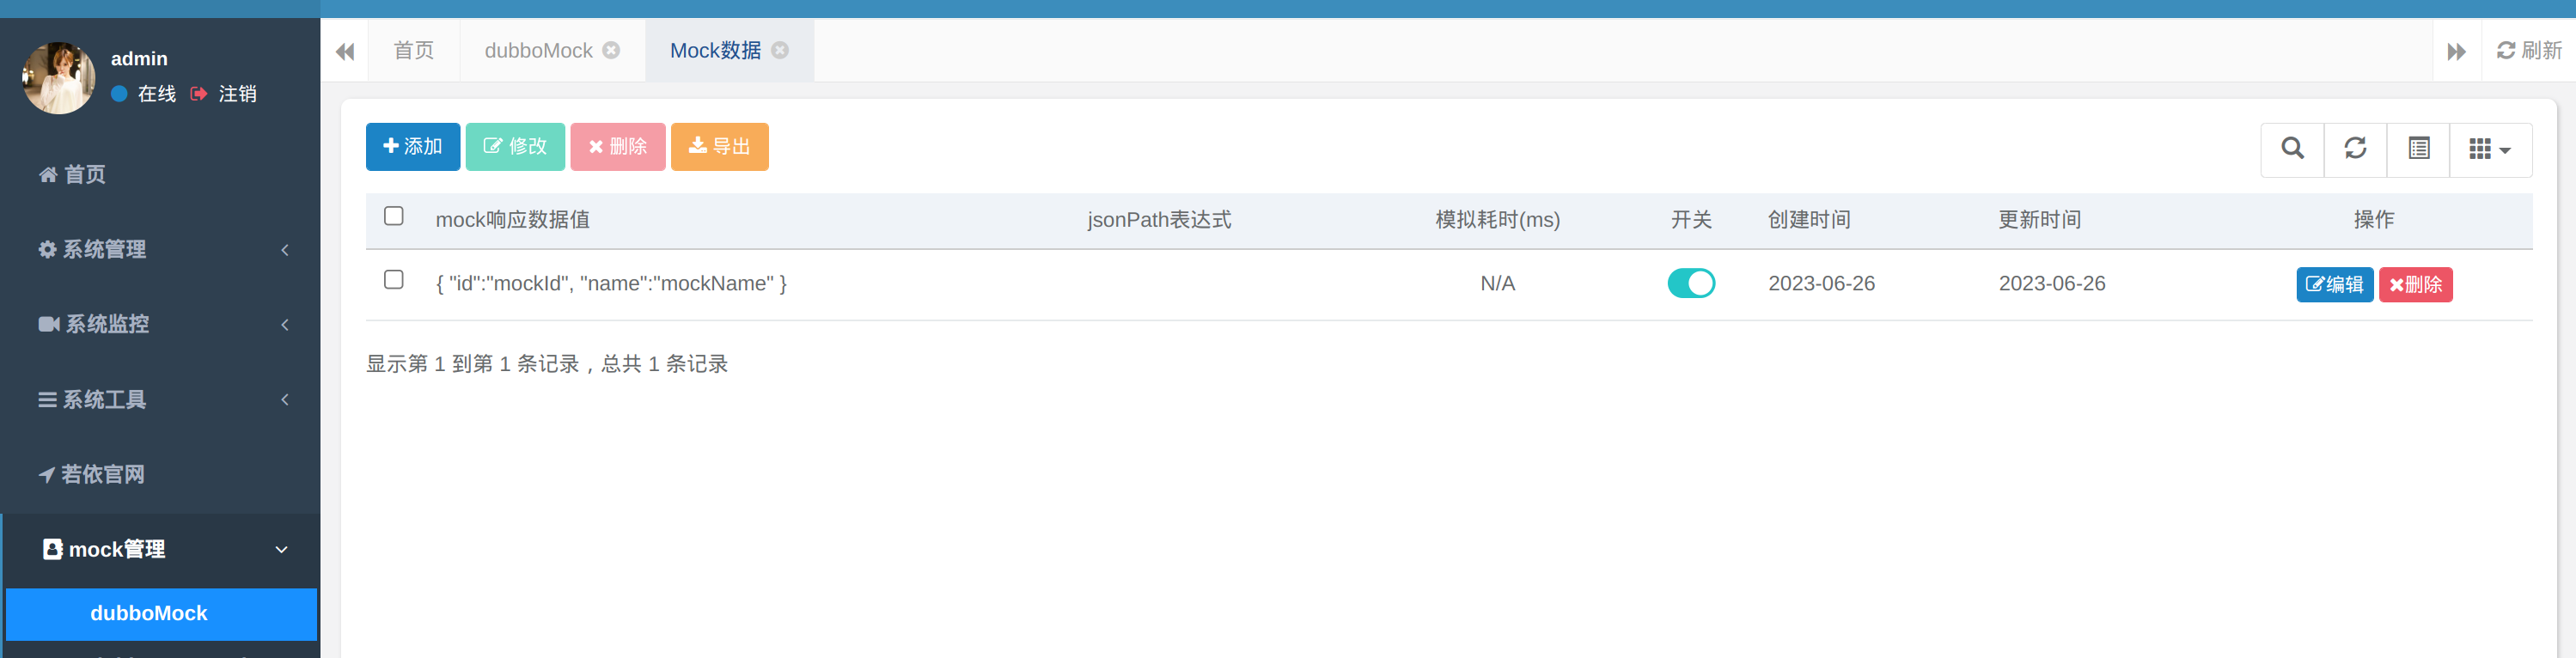 admin
在线 注销
首页
系统管理
系统监控
系统工具
若依官网
mock管理
dubboMock
首页 dubboMock Mock数据 刷新
添加 修改 删除 导出
mock响应数据值 jsonPath表达式 模拟耗时(ms) 开关 创建时间 更新时间 操作
{ "id":"mockId", "name":"mockName" } N/A 2023-06-26 2023-06-26 编辑 删除
显示第 1 到第 1 条记录，总共 1 条记录